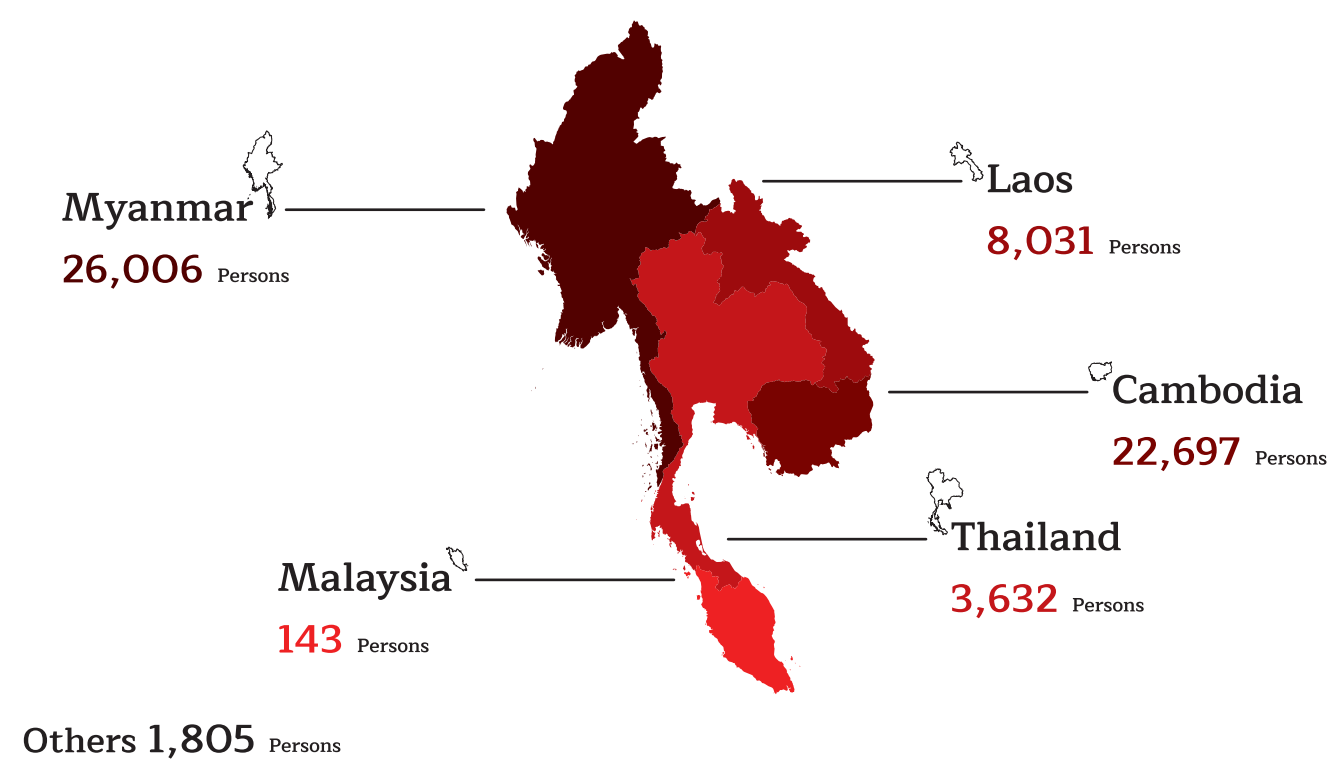 Myanmar
26,006 Persons
Laos
8,031 Persons
Cambodia
22,697 Persons
Thailand
3,632 Persons
Malaysia
143 Persons
Others 1,805 Persons